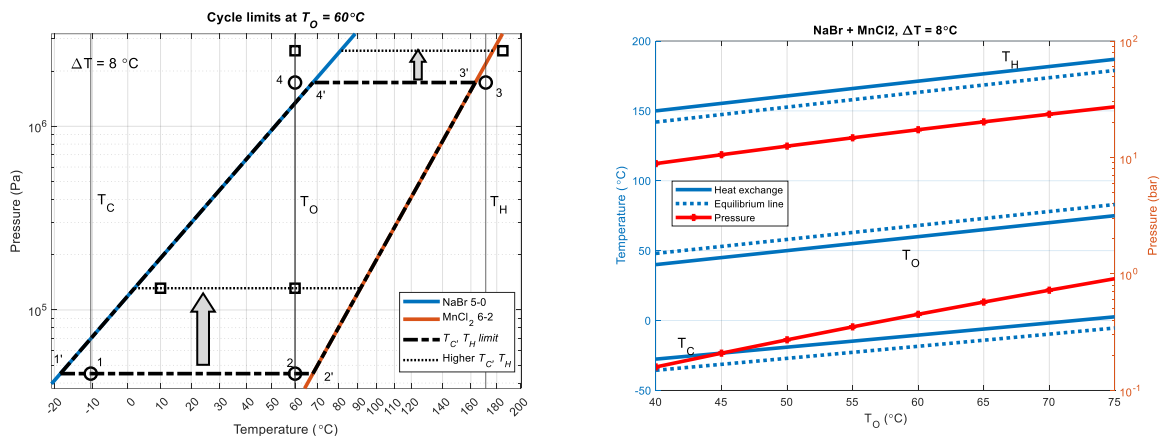 Cycle limits at T_O = 60°C
ΔT = 8 °C
4
3'
4'
3
10^6
T_C
T_O
T_H
Pressure (Pa)
10^5
NaBr 5-0
MnCl_2 6-2
T_C, T_H limit
Higher T_C, T_H
1'
1
2
2'
-20 -10 0 10 20 30 40 50 60 70 80 90 100 110 120 130 140 160 180 200
Temperature (°C)
NaBr + MnCl2, ΔT = 8°C
200
150
100
50
0
-50
Temperature (°C)
T_H
Heat exchange
Equilibrium line
Pressure
T_O
T_C
10^2
10^1
10^0
10^-1
Pressure (bar)
40 45 50 55 60 65 70 75
T_O (°C)